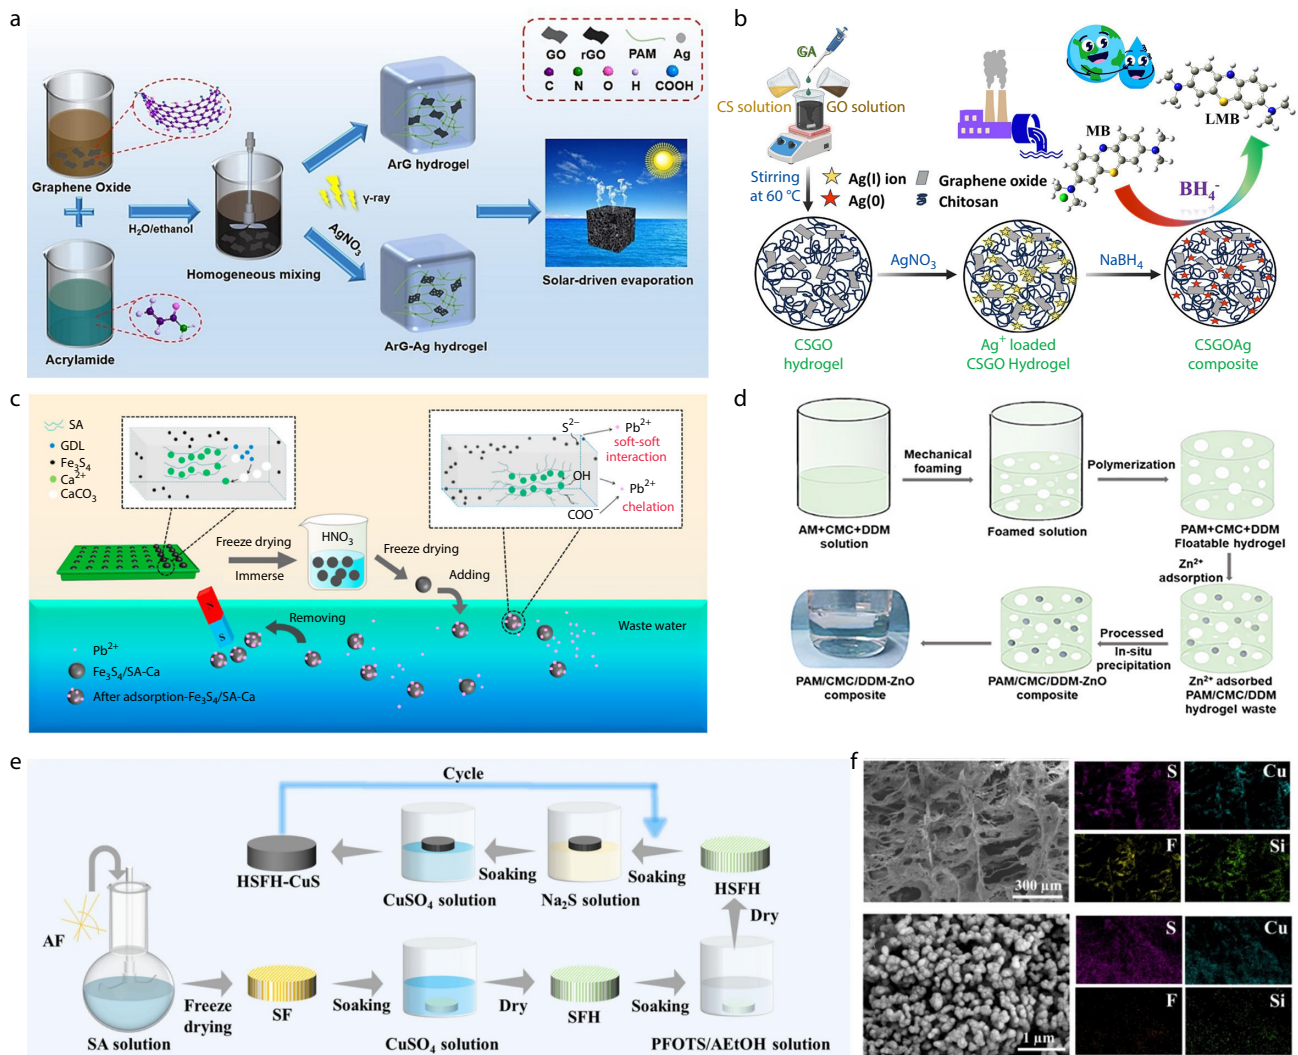 a
GO rGO PAM Ag
C N O H COOH
Graphene Oxide
H₂O/ethanol
Acrylamide
Homogeneous mixing
γ-ray
AgNO₃
ArG hydrogel
ArG-Ag hydrogel
Solar-driven evaporation
b
GA
CS solution
GO solution
Stirring
at 60 °C
Ag(I) ion
Graphene oxide
Ag(0)
Chitosan
MB
LMB
BH₄⁻
AgNO₃
NaBH₄
CSGO
hydrogel
Ag⁺ loaded
CSGO Hydrogel
CSGOAg
composite
c
SA
GDL
Fe₃S₄
Ca²⁺
CaCO₃
S²⁻
Pb²⁺
soft-soft
interaction
OH
Pb²⁺
COO⁻
chelation
Freeze drying
Immerse
HNO₃
Freeze drying
Adding
Removing
S
Waste water
Pb²⁺
Fe₃S₄/SA-Ca
After adsorption-Fe₃S₄/SA-Ca
d
Mechanical
foaming
Polymerization
AM+CMC+DDM
solution
Foamed solution
PAM+CMC+DDM
Floatable hydrogel
Zn²⁺
adsorption
Processed
In-situ
precipitation
PAM/CMC/DDM-ZnO
composite
PAM/CMC/DDM-ZnO
composite
Zn²⁺ adsorbed
PAM/CMC/DDM
hydrogel waste
e
Cycle
HSFH-CuS
Soaking
CuSO₄ solution
Na₂S solution
Soaking
HSFH
Dry
AF
SA solution
Freeze
drying
SF
Soaking
CuSO₄ solution
Dry
SFH
Soaking
PFOTS/AEtOH solution
f
300 µm
S
Cu
F
Si
1 µm
S
Cu
F
Si